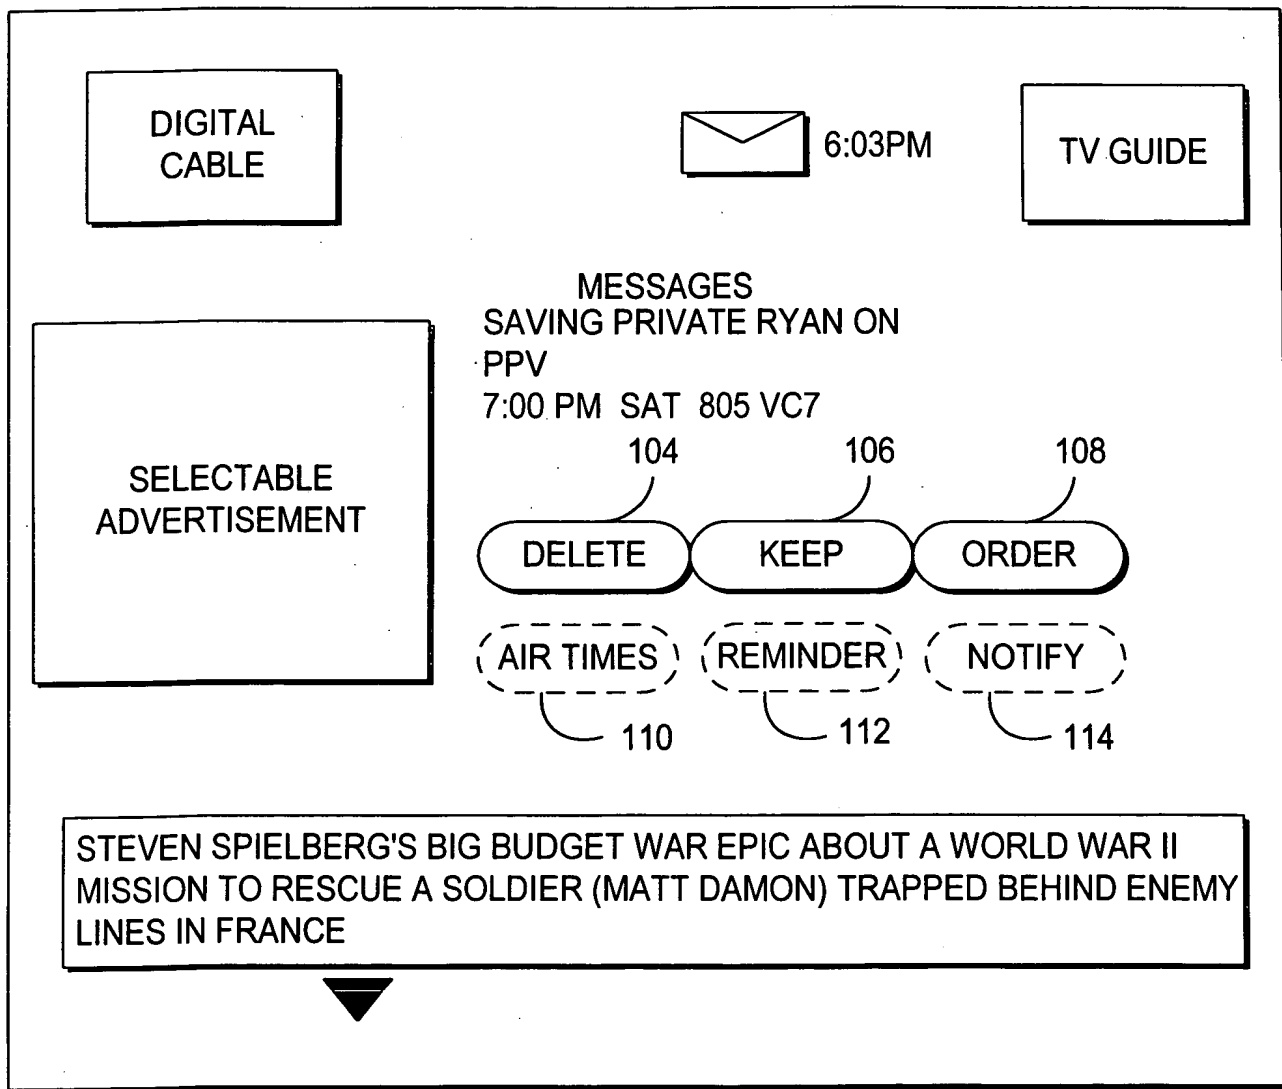 DIGITAL
CABLE
6:03PM
TV GUIDE
MESSAGES
SAVING PRIVATE RYAN ON
PPV
7:00 PM SAT 805 VC7
SELECTABLE
ADVERTISEMENT
104 106 108
DELETE KEEP ORDER
AIR TIMES REMINDER NOTIFY
110 112 114
STEVEN SPIELBERG'S BIG BUDGET WAR EPIC ABOUT A WORLD WAR II
MISSION TO RESCUE A SOLDIER (MATT DAMON) TRAPPED BEHIND ENEMY
LINES IN FRANCE